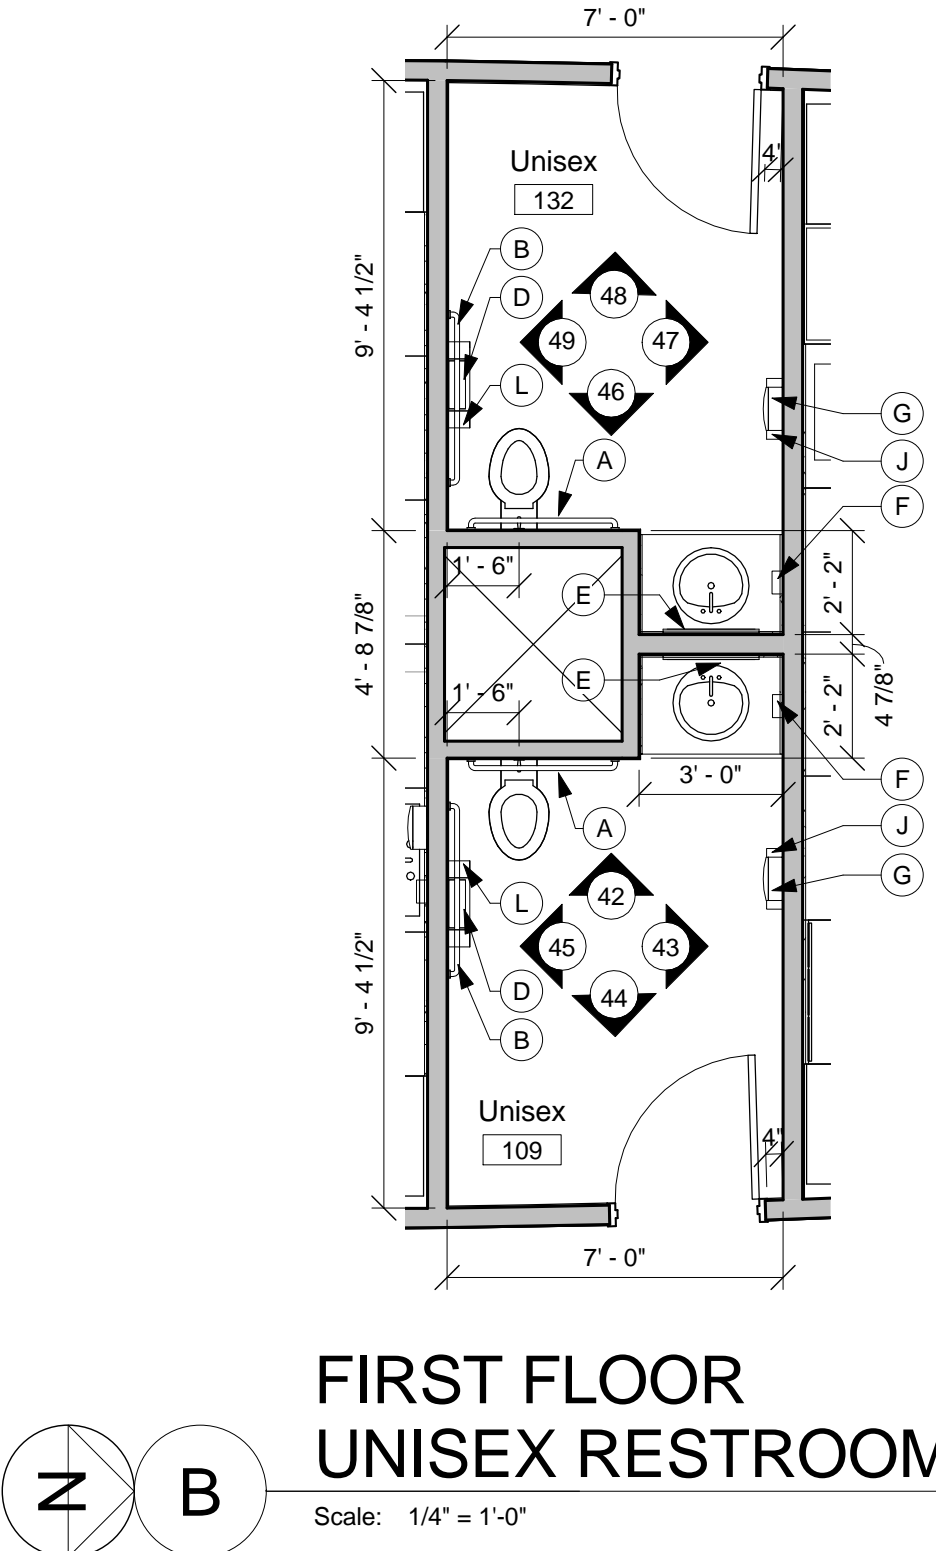 7' - 0"
4"
Unisex
132
B
D
L
9' - 4 1/2"
48
49
47
46
G
J
A
F
1' - 6"
E
2' - 2"
4' - 8 7/8"
E
1' - 6"
2' - 2"
4 7/8"
3' - 0"
F
A
J
G
L
42
45
43
44
D
B
9' - 4 1/2"
Unisex
109
4"
7' - 0"
FIRST FLOOR
UNISEX RESTROOM
N
B
Scale: 1/4" = 1'-0"